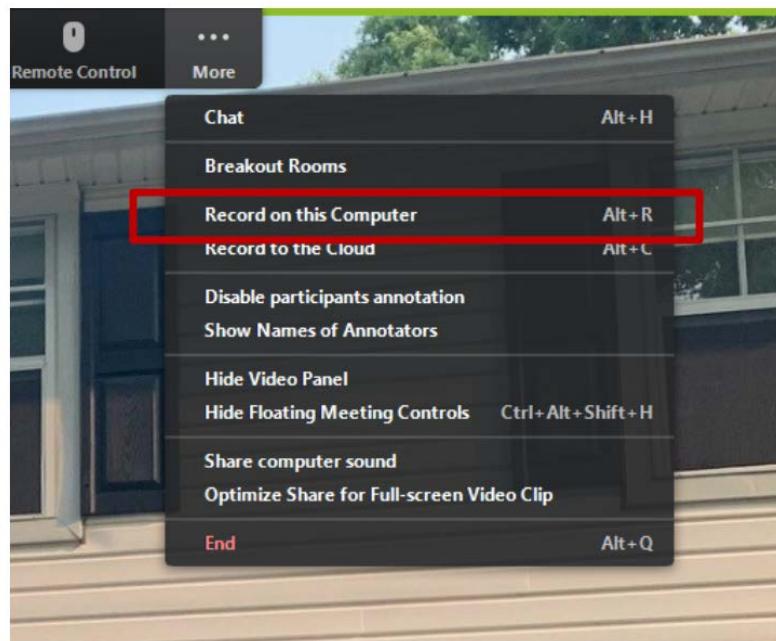 Remote Control
More
Chat Alt+H
Breakout Rooms
Record on this Computer Alt+R
Record to the Cloud Alt+C
Disable participants annotation
Show Names of Annotators
Hide Video Panel
Hide Floating Meeting Controls Ctrl+Alt+Shift+H
Share computer sound
Optimize Share for Full-screen Video Clip
End Alt+Q